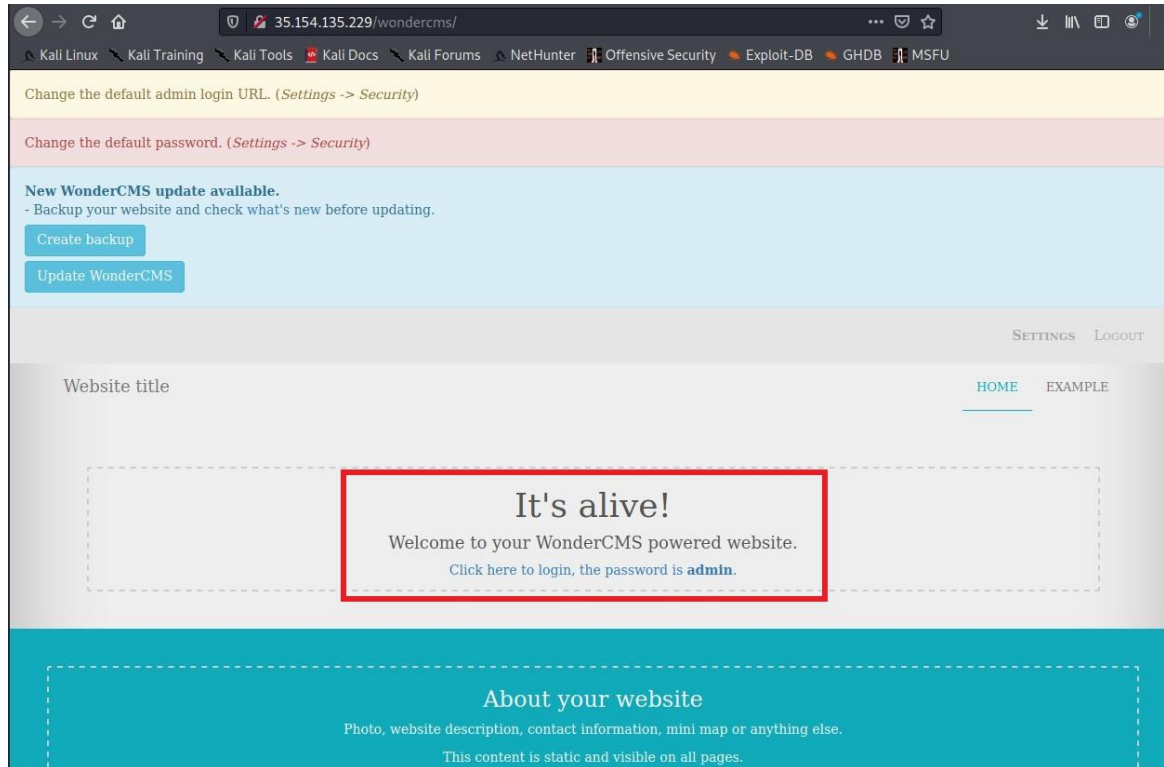 35.154.135.229/wondercms/
Kali Linux Kali Training Kali Tools Kali Docs Kali Forums NetHunter Offensive Security Exploit-DB GHDB MSFU
Change the default admin login URL. (Settings -> Security)
Change the default password. (Settings -> Security)
New WonderCMS update available.
- Backup your website and check what's new before updating.
Create backup
Update WonderCMS
SETTINGS LOGOUT
Website title HOME EXAMPLE
It's alive!
Welcome to your WonderCMS powered website.
Click here to login, the password is admin.
About your website
Photo, website description, contact information, mini map or anything else.
This content is static and visible on all pages.